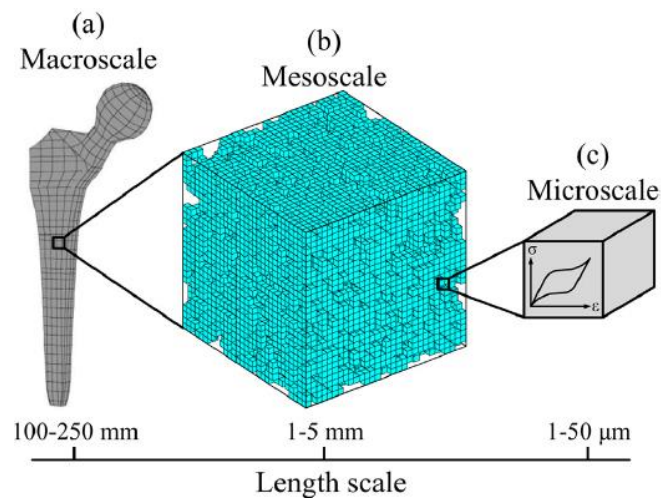 (a)
Macroscale
(b)
Mesoscale
(c)
Microscale
σ
ε
100-250 mm
1-5 mm
1-50 μm
Length scale